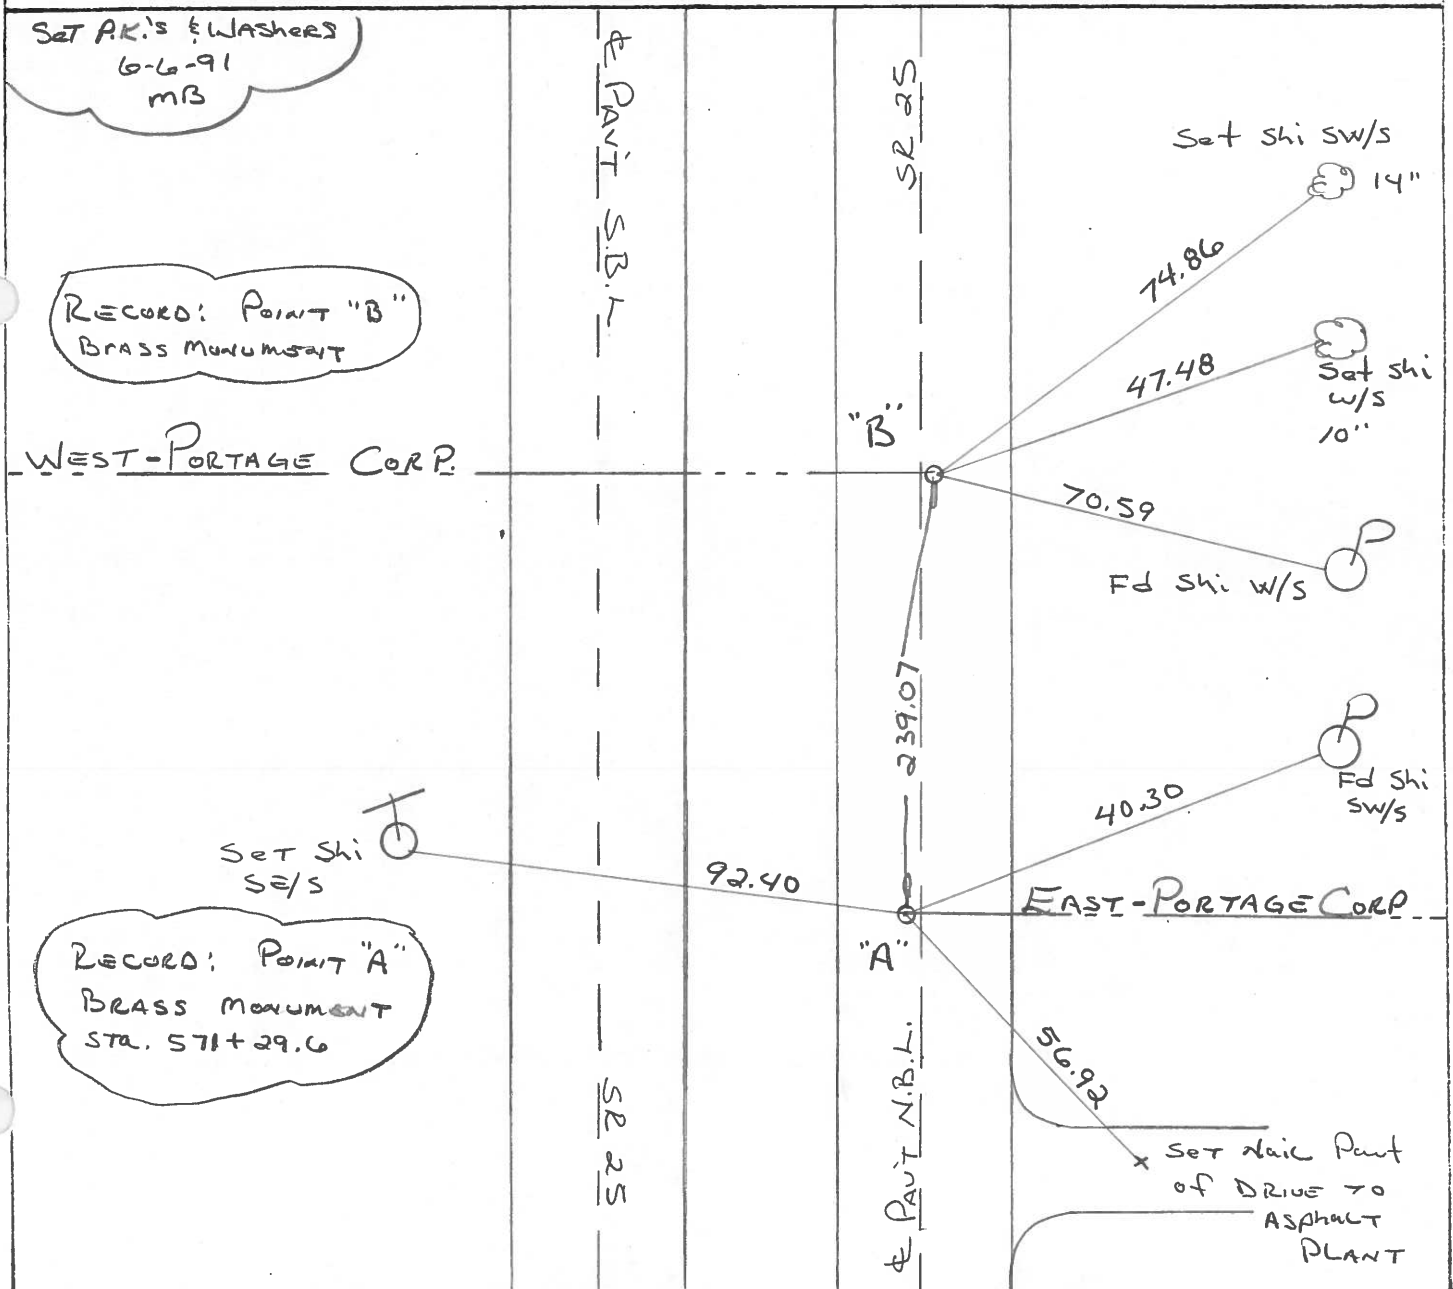 SET P.K.'s & WASHERS
6-6-91
MB
℄ PAV'T S.B.L.
SR 25
Set Shi SW/S
14"
74.86
RECORD: POINT "B"
BRASS MONUMENT
47.48
Set Shi
W/S
10"
"B"
WEST-PORTAGE CORP.
70.59
Fd Shi W/S
239.07
Fd Shi
SW/S
40.30
SET Shi
SE/S
92.40
EAST-PORTAGE CORP
"A"
RECORD: POINT "A"
BRASS MONUMENT
STA. 571+29.6
56.92
SR 25
℄ PAV'T N.B.L.
SET NAIL Pavt
of DRIVE TO
ASPHALT
PLANT